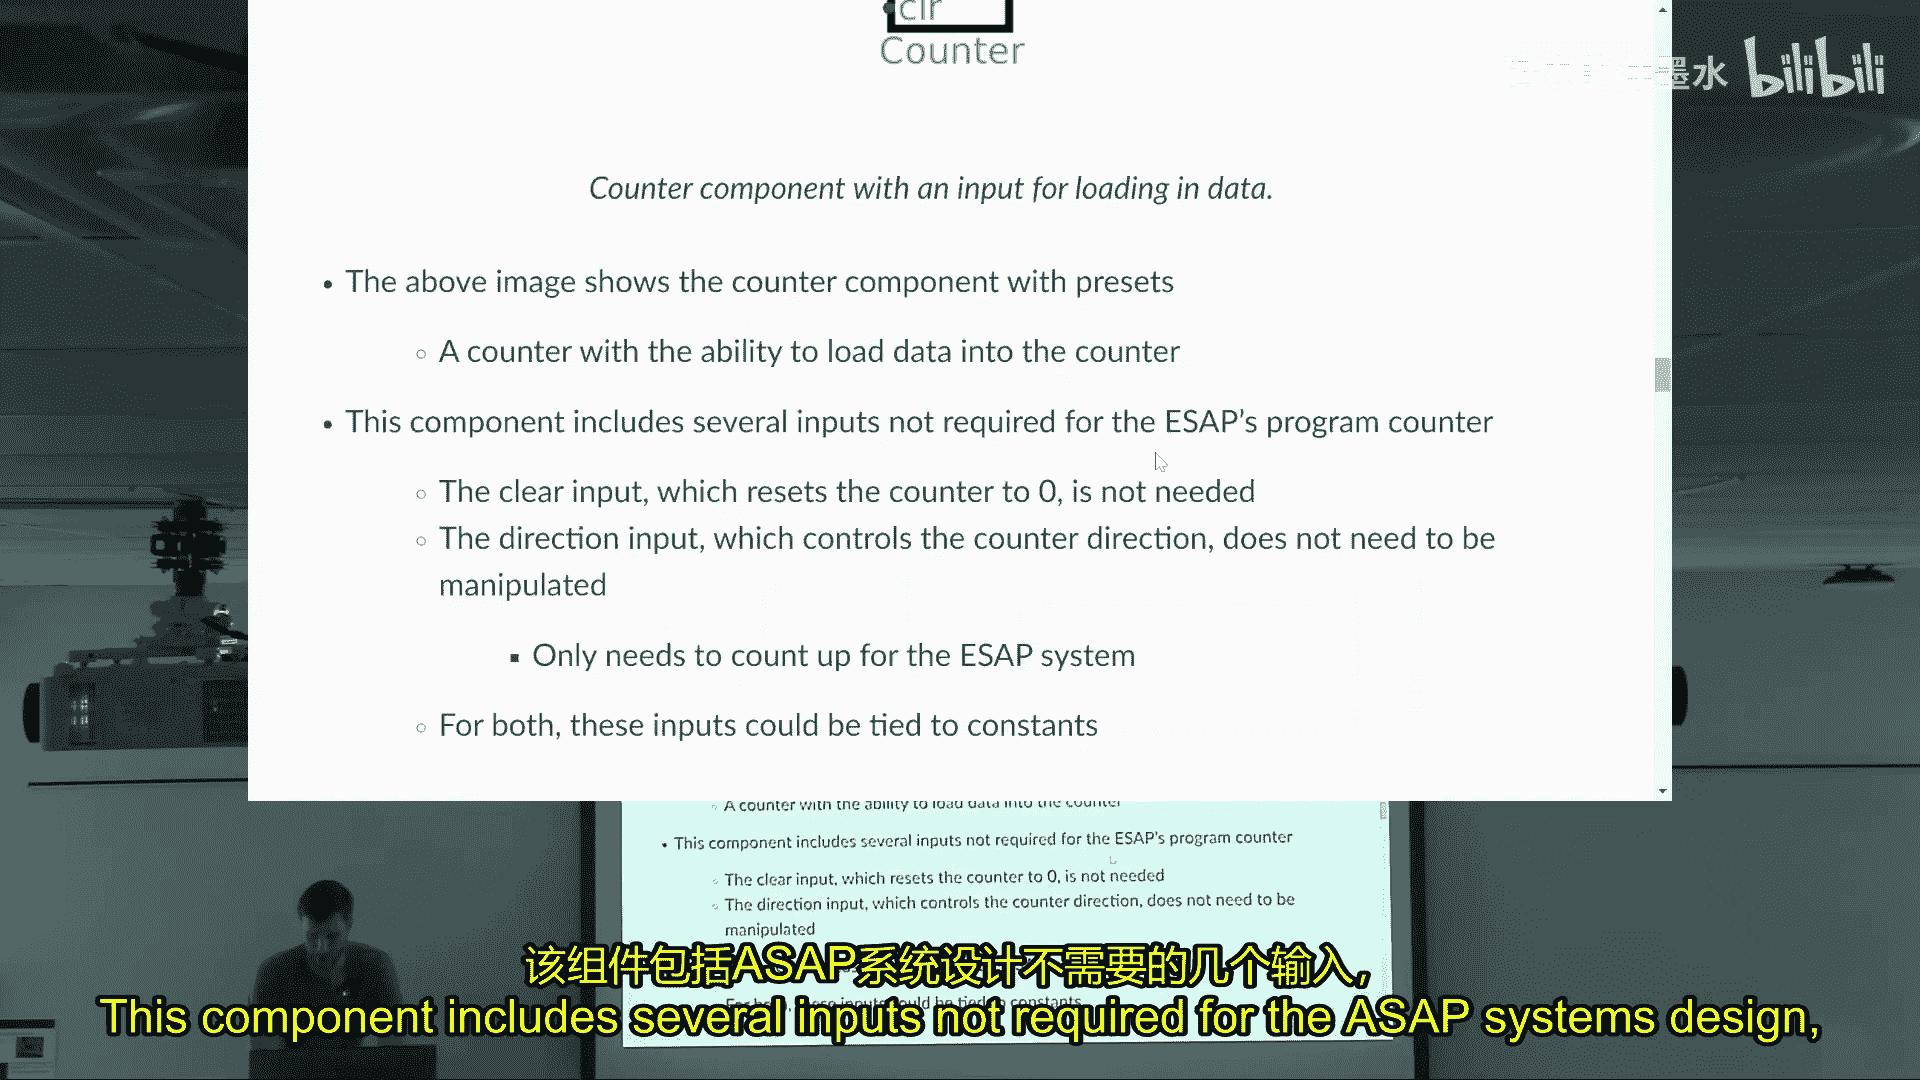 clr
Counter
墨水 bilibili
Counter component with an input for loading in data.
• The above image shows the counter component with presets
○ A counter with the ability to load data into the counter
• This component includes several inputs not required for the ESAP’s program counter
○ The clear input, which resets the counter to 0, is not needed
○ The direction input, which controls the counter direction, does not need to be
manipulated
▪ Only needs to count up for the ESAP system
○ For both, these inputs could be tied to constants
○ A counter with the ability to load data into the counter
• This component includes several inputs not required for the ESAP’s program counter
○ The clear input, which resets the counter to 0, is not needed
○ The direction input, which controls the counter direction, does not need to be
manipulated
该组件包括ASAP系统设计不需要的几个输入,
This component includes several inputs not required for the ASAP systems design,